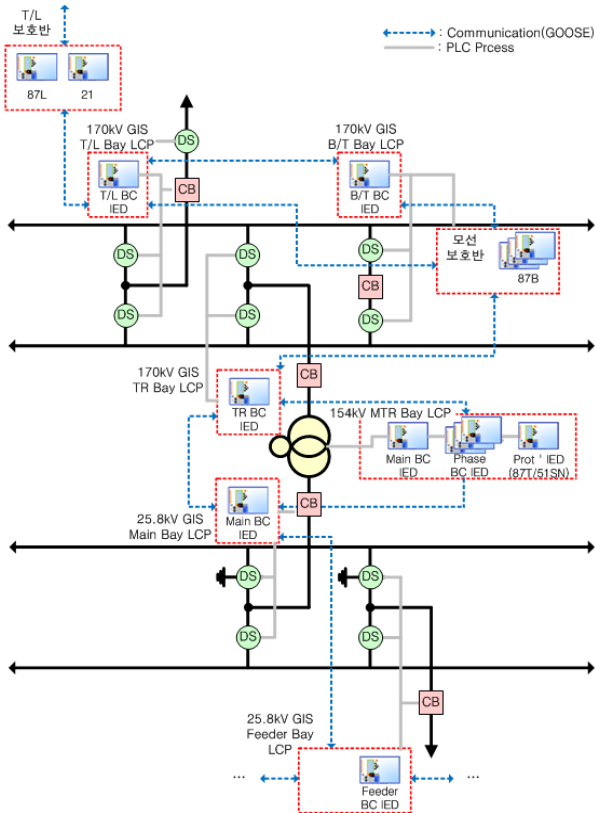 T/L
보호반
: Communication(GOOSE)
: PLC Prcess
87L
21
170kV GIS
T/L Bay LCP
DS
170kV GIS
B/T Bay LCP
T/L BC
IED
CB
B/T BC
IED
모선
보호반
87B
DS
DS
DS
CB
DS
DS
DS
170kV GIS
TR Bay LCP
CB
TR BC
IED
154kV MTR Bay LCP
Main BC
IED
Phase
BC IED
Prot ' IED
(87T/51SN)
25.8kV GIS
Main Bay LCP
Main BC
IED
CB
DS
DS
DS
DS
CB
25.8kV GIS
Feeder Bay
LCP
...
Feeder
BC IED
...